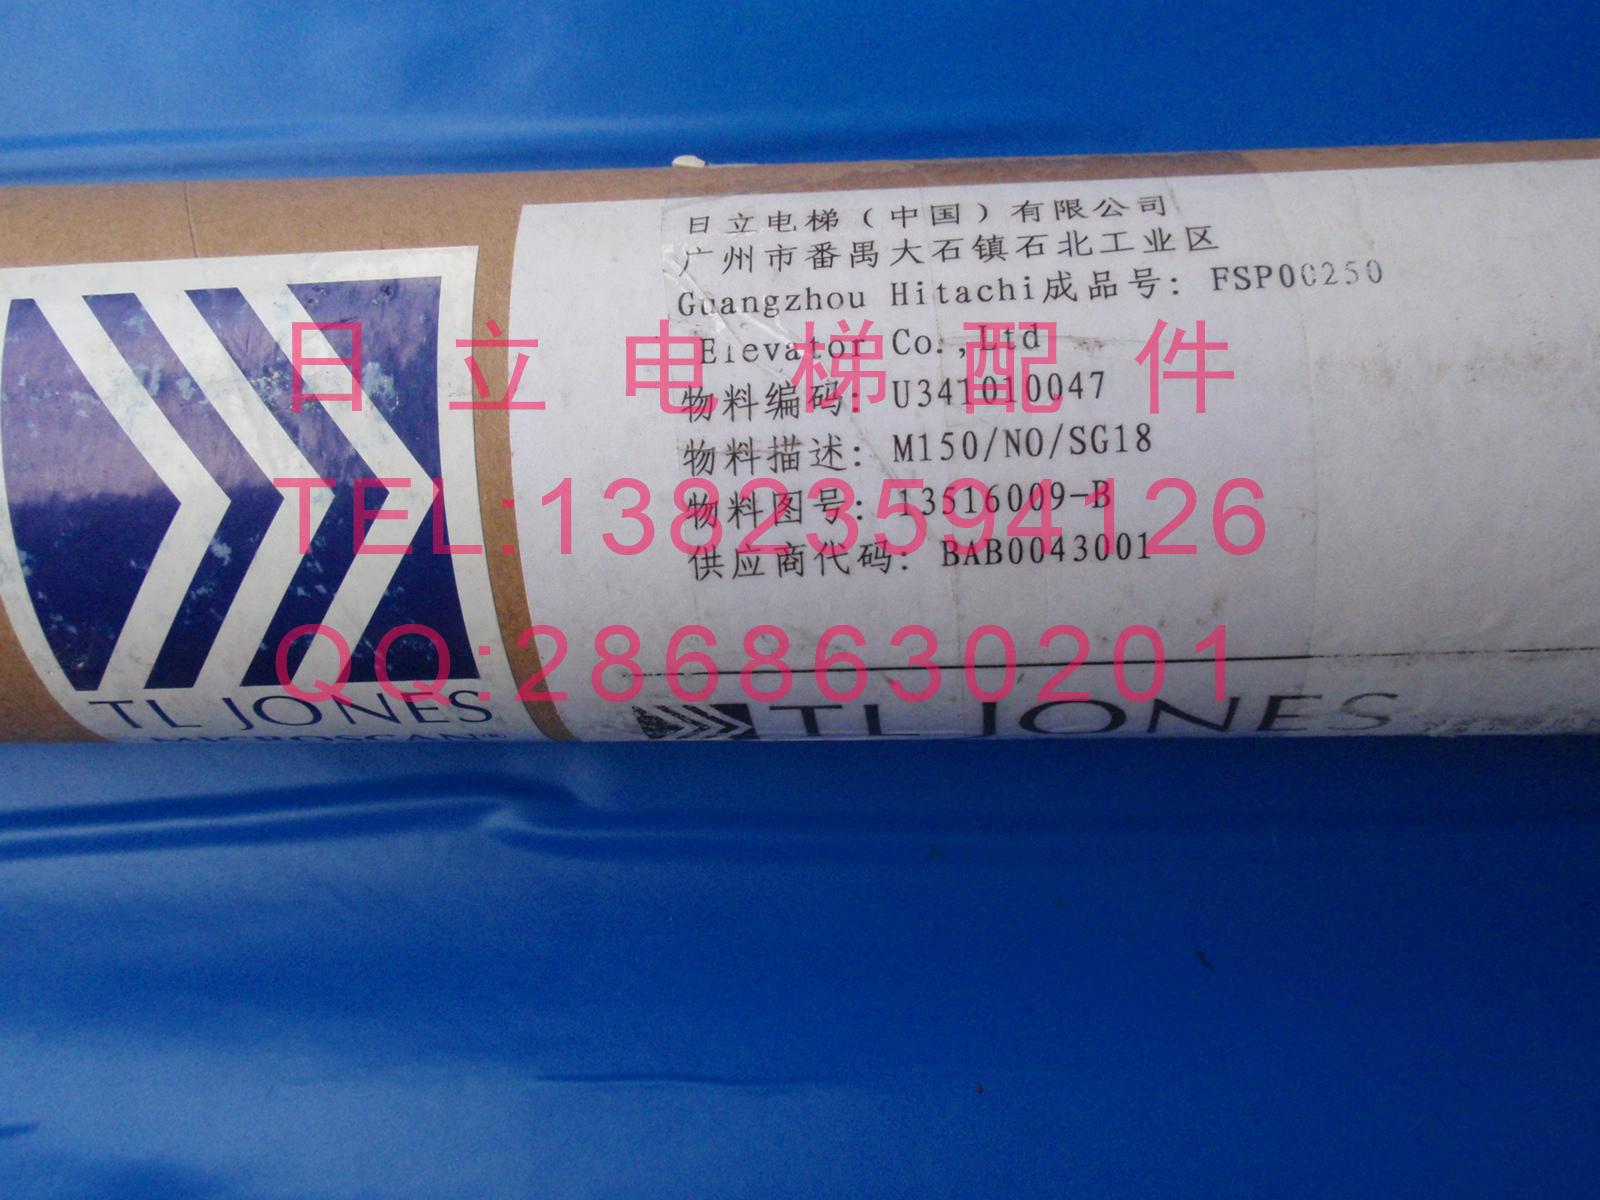 日立电梯（中国）有限公司
广州市番禺大石镇石北工业区
Guangzhou Hitachi成品号: FSP00250
Elevator Co.,Ltd
日立电梯配件
物料编码: U341010047
物料描述: M150/NO/SG18
TEL:13823594126
物料图号: 13516009-B
供应商代码: BAB0043001
QQ:2868630201
TL JONES
MICROSCAN®
TL JONES